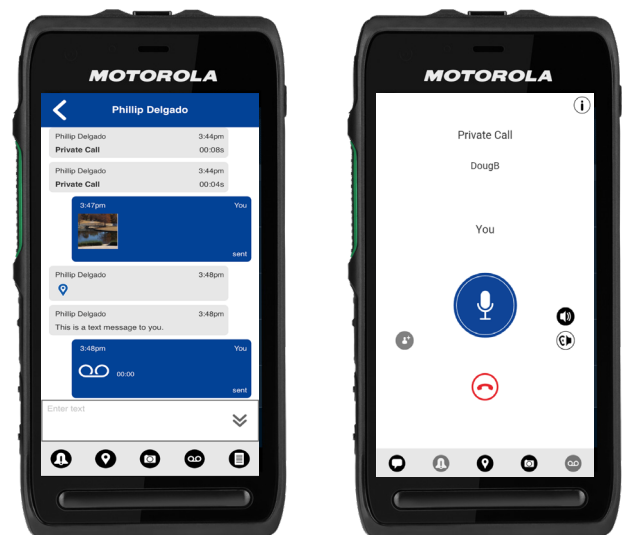 MOTOROLA
Phillip Delgado
Phillip Delgado 3:44pm
Private Call 00:08s
Phillip Delgado 3:44pm
Private Call 00:04s
3:47pm You
sent
Phillip Delgado 3:48pm
Phillip Delgado 3:48pm
This is a text message to you.
3:48pm You
00:00
sent
Enter text
MOTOROLA
i
Private Call
DougB
You